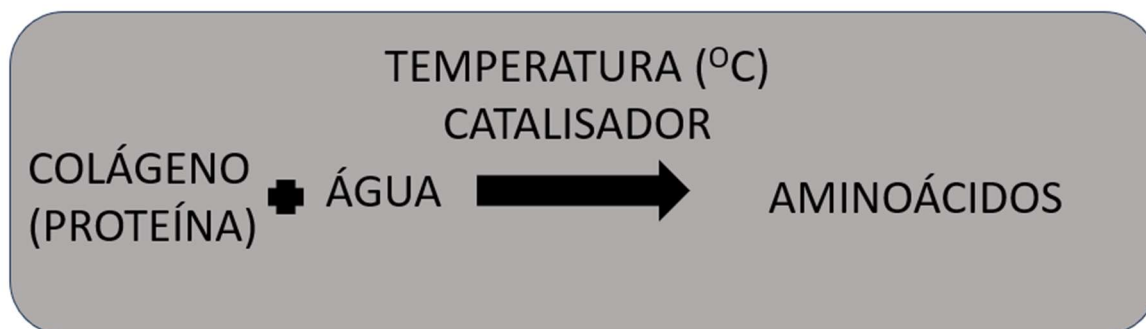 TEMPERATURA (ºC)
CATALISADOR
COLÁGENO
(PROTEÍNA)
ÁGUA
AMINOÁCIDOS